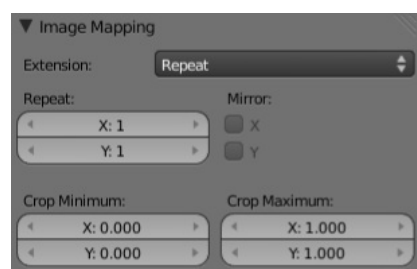 Image Mapping
Extension: Repeat
Repeat: Mirror:
X: 1 X
Y: 1 Y
Crop Minimum: Crop Maximum:
X: 0.000 X: 1.000
Y: 0.000 Y: 1.000